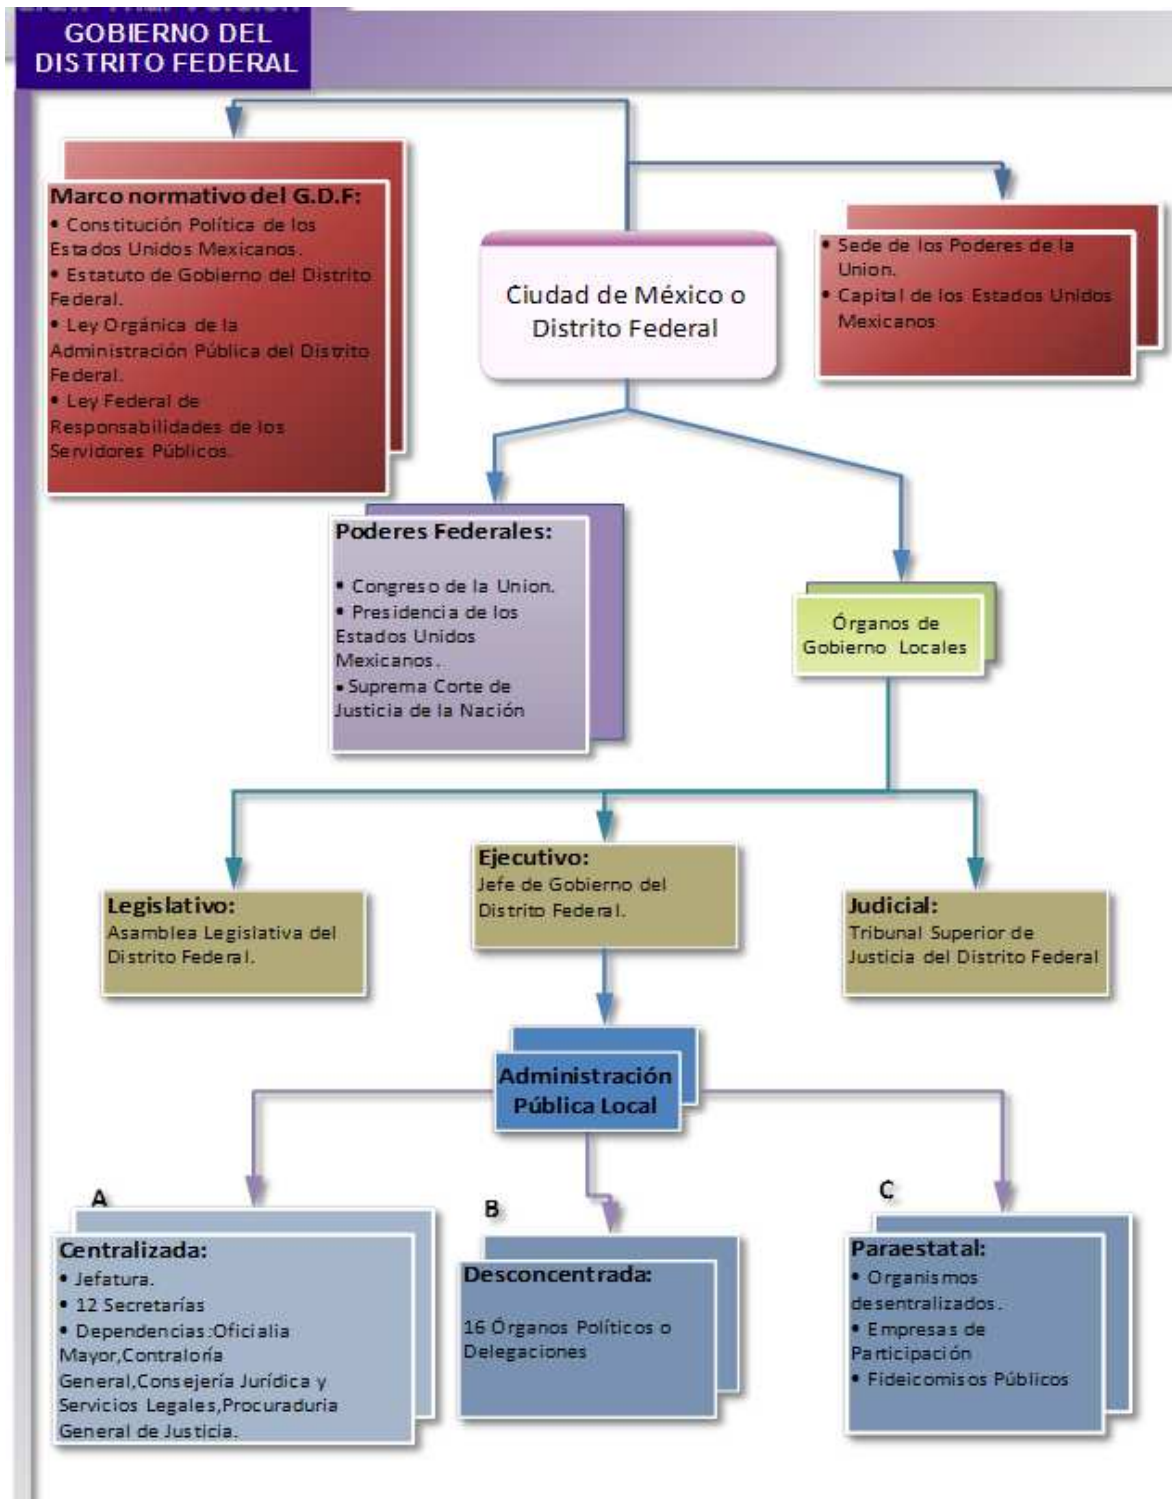 GOBIERNO DEL
DISTRITO FEDERAL
Marco normativo del G.D.F:
• Constitución Política de los
Estados Unidos Mexicanos.
• Estatuto de Gobierno del Distrito
Federal.
• Ley Orgánica de la
Administración Pública del Distrito
Federal.
• Ley Federal de
Responsabilidades de los
Servidores Públicos.
Ciudad de México o
Distrito Federal
• Sede de los Poderes de la
Union.
• Capital de los Estados Unidos
Mexicanos
Poderes Federales:
• Congreso de la Union.
• Presidencia de los
Estados Unidos
Mexicanos.
• Suprema Corte de
Justicia de la Nación
Órganos de
Gobierno Locales
Legislativo:
Asamblea Legislativa del
Distrito Federal.
Ejecutivo:
Jefe de Gobierno del
Distrito Federal.
Judicial:
Tribunal Superior de
Justicia del Distrito Federal
Administración
Pública Local
A
Centralizada:
• Jefatura.
• 12 Secretarías
• Dependencias:Oficialia
Mayor,Contraloría
General,Consejería Jurídica y
Servicios Legales,Procuraduria
General de Justicia.
B
Desconcentrada:
16 Órganos Políticos o
Delegaciones
C
Paraestatal:
• Organismos
desentralizados.
• Empresas de
Participación
• Fideicomisos Públicos